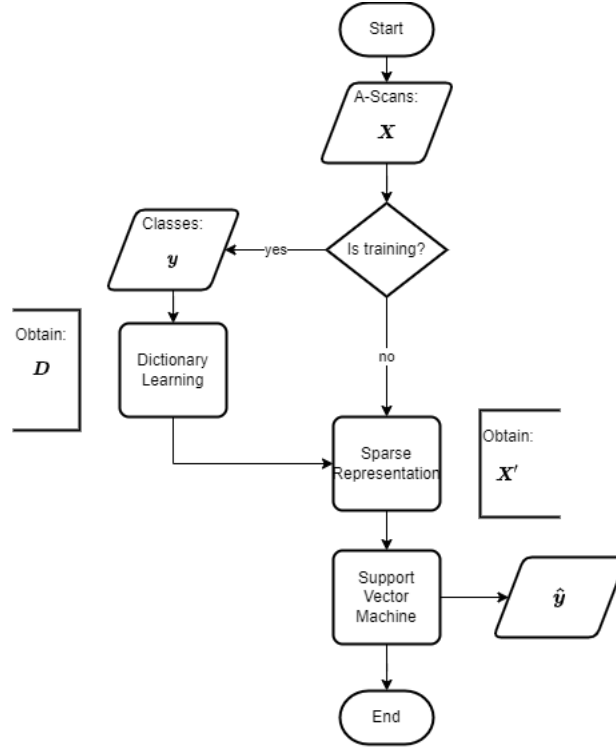 Start
A-Scans:
X
Is training?
yes
Classes:
y
Obtain:
D
Dictionary
Learning
no
Sparse
Representation
Obtain:
X′
Support
Vector
Machine
ŷ
End